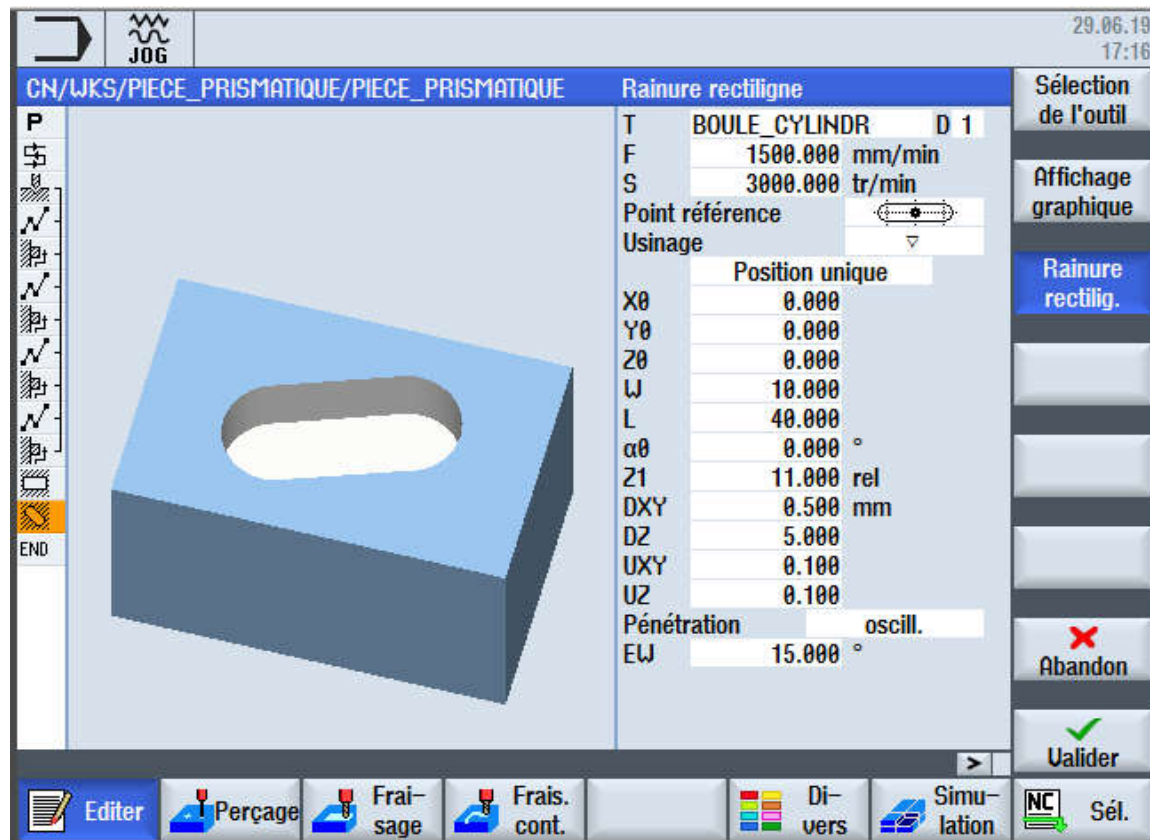 29.06.19
17:16
JOG
CN/WKS/PIECE_PRISMATIQUE/PIECE_PRISMATIQUE
Rainure rectiligne
P
END
T BOULE_CYLINDR D 1
F 1500.000 mm/min
S 3000.000 tr/min
Point référence
Usinage ▽
Position unique
X0 0.000
Y0 0.000
Z0 0.000
W 10.000
L 40.000
α0 0.000 °
Z1 11.000 rel
DXY 0.500 mm
DZ 5.000
UXY 0.100
UZ 0.100
Pénétration oscill.
EW 15.000 °
Sélection
de l'outil
Affichage
graphique
Rainure
rectilig.
Abandon
Valider
>
Editer
Perçage
Frai-
sage
Frais.
cont.
Di-
vers
Simu-
lation
NC
Sél.